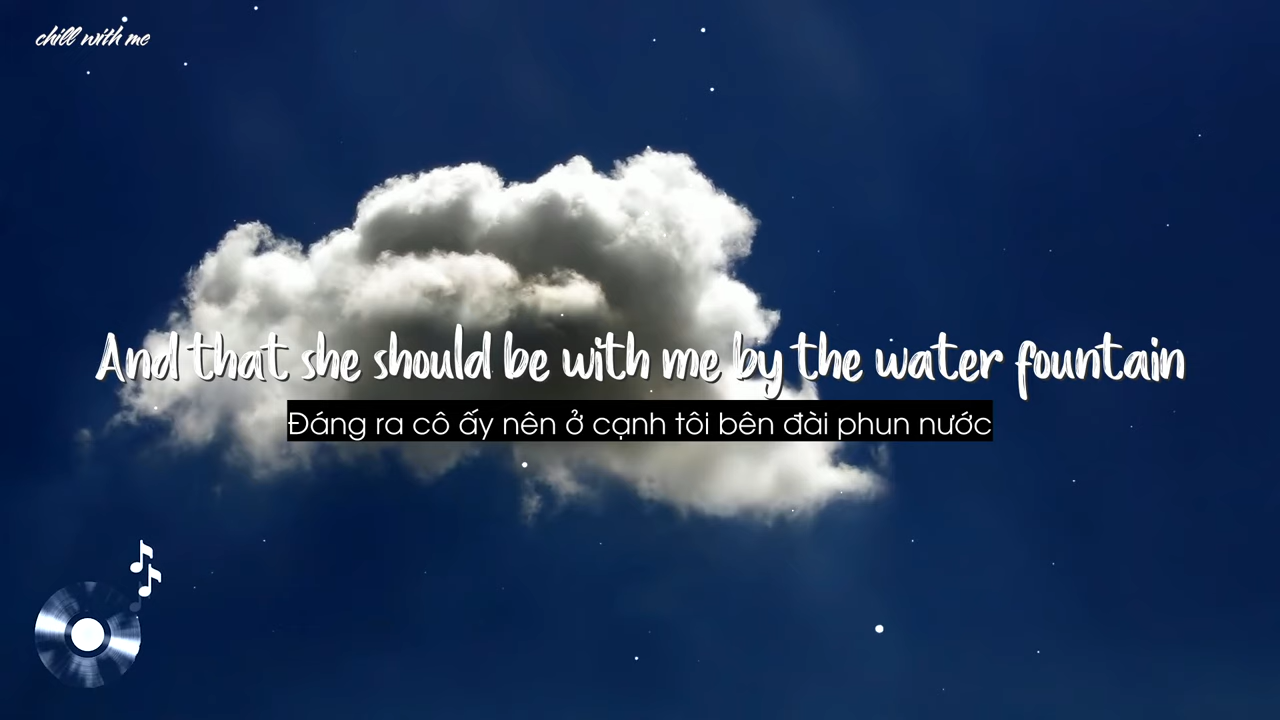 chill with me
And that she should be with me by the water fountain
Đáng ra cô ấy nên ở cạnh tôi bên đài phun nước